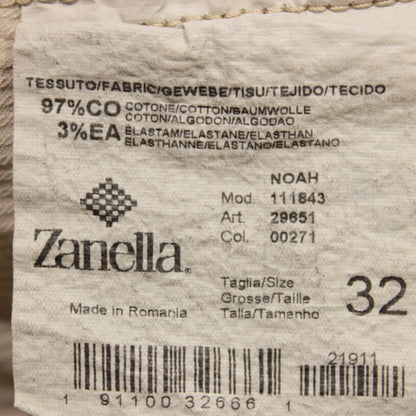 TESSUTO/FABRIC/GEWEBE/TISU/TEJIDO/TECIDO
97%CO COTONE/COTTON/BAUMWOLLE
COTON/ALGODON/ALGODAO
3%EA ELASTAM/ELASTANE/ELASTHAN
ELASTHANNE/ELASTANO/ELASTANO
NOAH
Mod. 111843
Art. 29651
Col. 00271
Zanella®
Taglia/Size
Grosse/Taille
Talla/Tamanho
32
Made in Romania
21911
1 91100 32666 1